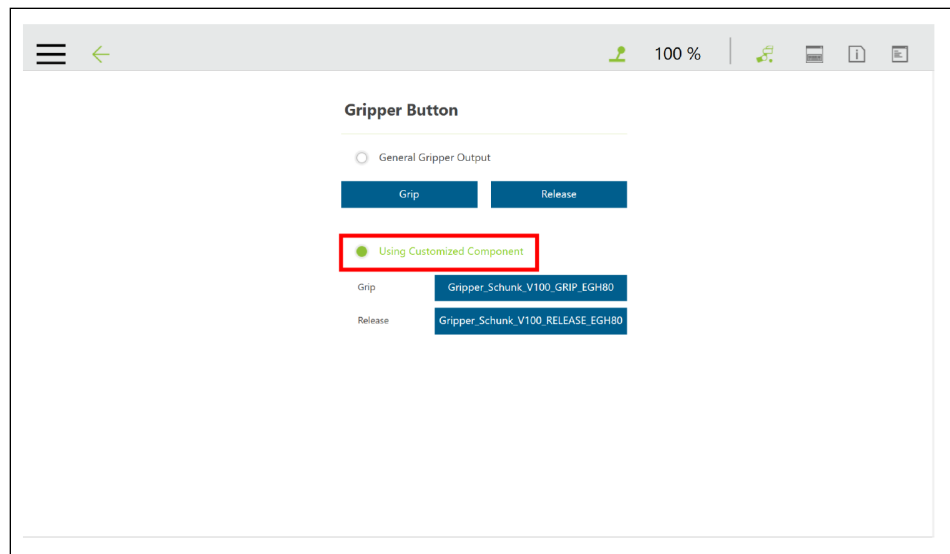 100 %
Gripper Button
General Gripper Output
Grip Release
Using Customized Component
Grip Gripper_Schunk_V100_GRIP_EGH80
Release Gripper_Schunk_V100_RELEASE_EGH80